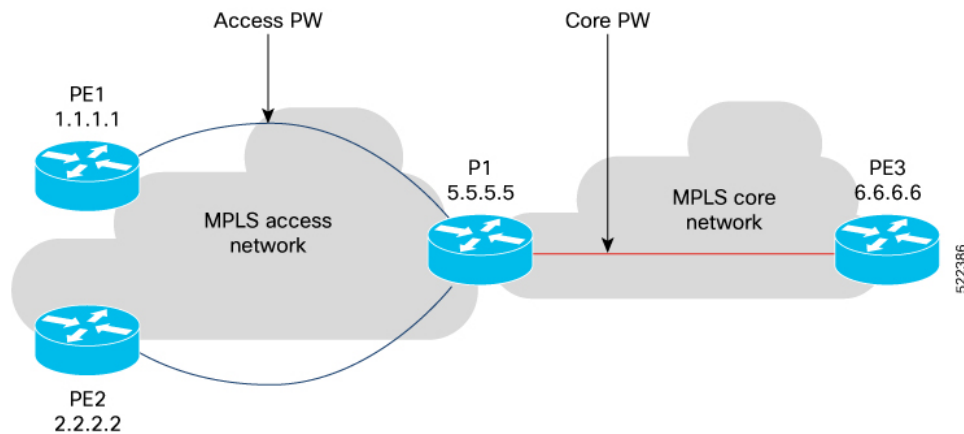 Access PW
Core PW
PE1
1.1.1.1
P1
5.5.5.5
PE3
6.6.6.6
MPLS access
network
MPLS core
network
PE2
2.2.2.2
522386